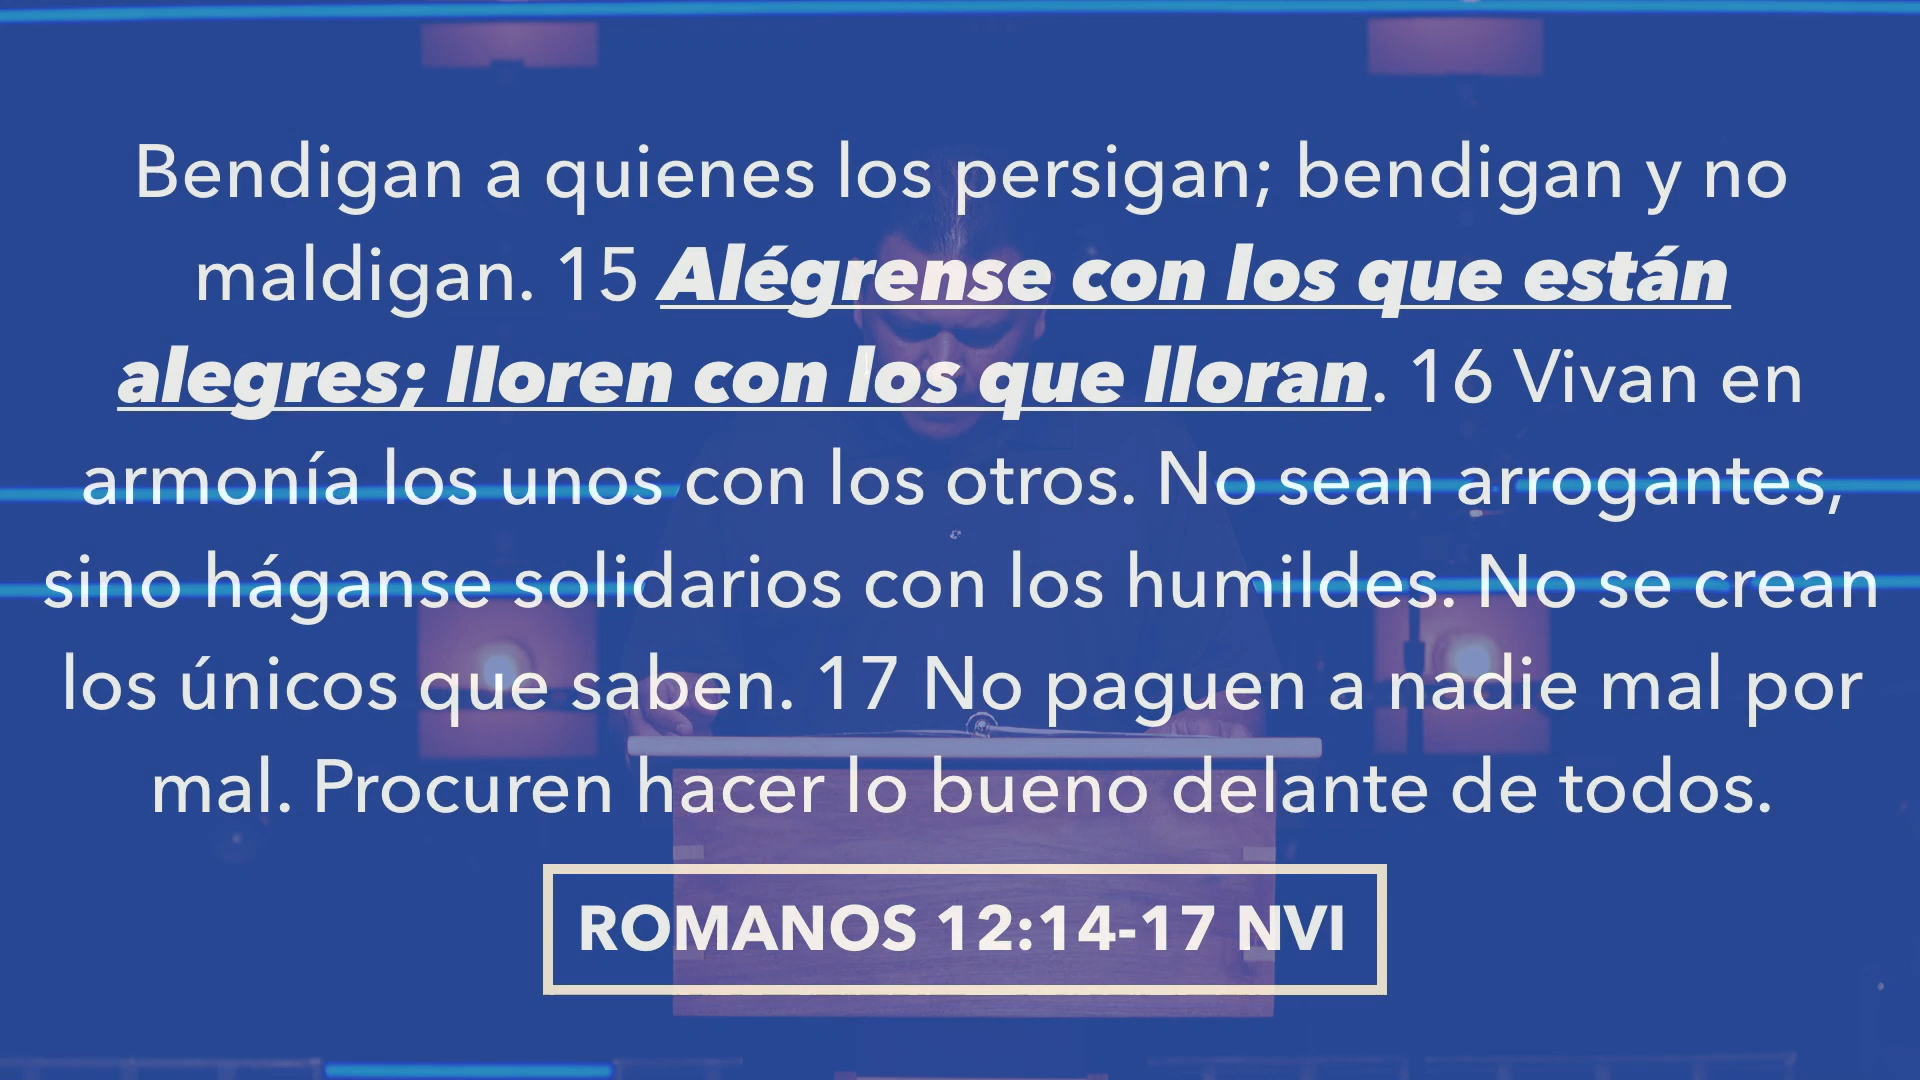 Bendigan a quienes los persigan; bendigan y no
maldigan. 15 Alégrense con los que están
alegres; lloren con los que lloran. 16 Vivan en
armonía los unos con los otros. No sean arrogantes,
sino háganse solidarios con los humildes. No se crean
los únicos que saben. 17 No paguen a nadie mal por
mal. Procuren hacer lo bueno delante de todos.
ROMANOS 12:14-17 NVI